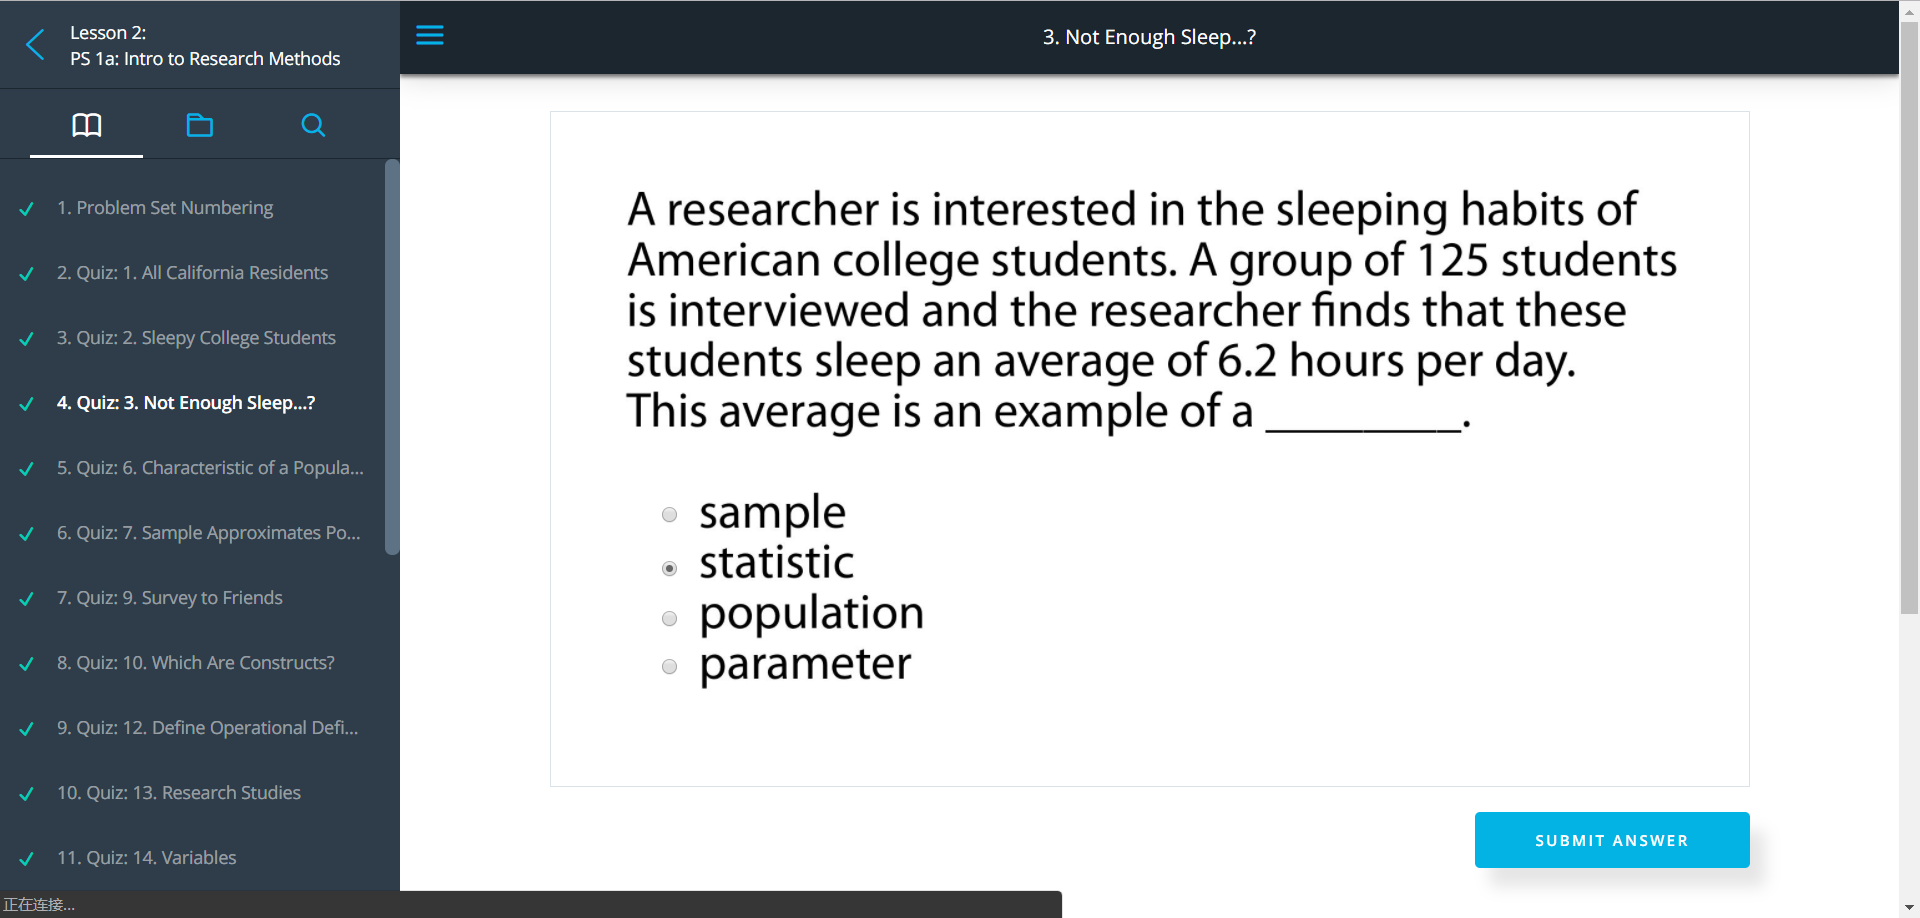 Lesson 2:
PS 1a: Intro to Research Methods
3. Not Enough Sleep...?
1. Problem Set Numbering
2. Quiz: 1. All California Residents
3. Quiz: 2. Sleepy College Students
4. Quiz: 3. Not Enough Sleep...?
5. Quiz: 6. Characteristic of a Popula...
6. Quiz: 7. Sample Approximates Po...
7. Quiz: 9. Survey to Friends
8. Quiz: 10. Which Are Constructs?
9. Quiz: 12. Define Operational Defi...
10. Quiz: 13. Research Studies
11. Quiz: 14. Variables
A researcher is interested in the sleeping habits of
American college students. A group of 125 students
is interviewed and the researcher finds that these
students sleep an average of 6.2 hours per day.
This average is an example of a _________.
sample
statistic
population
parameter
SUBMIT ANSWER
正在连接...